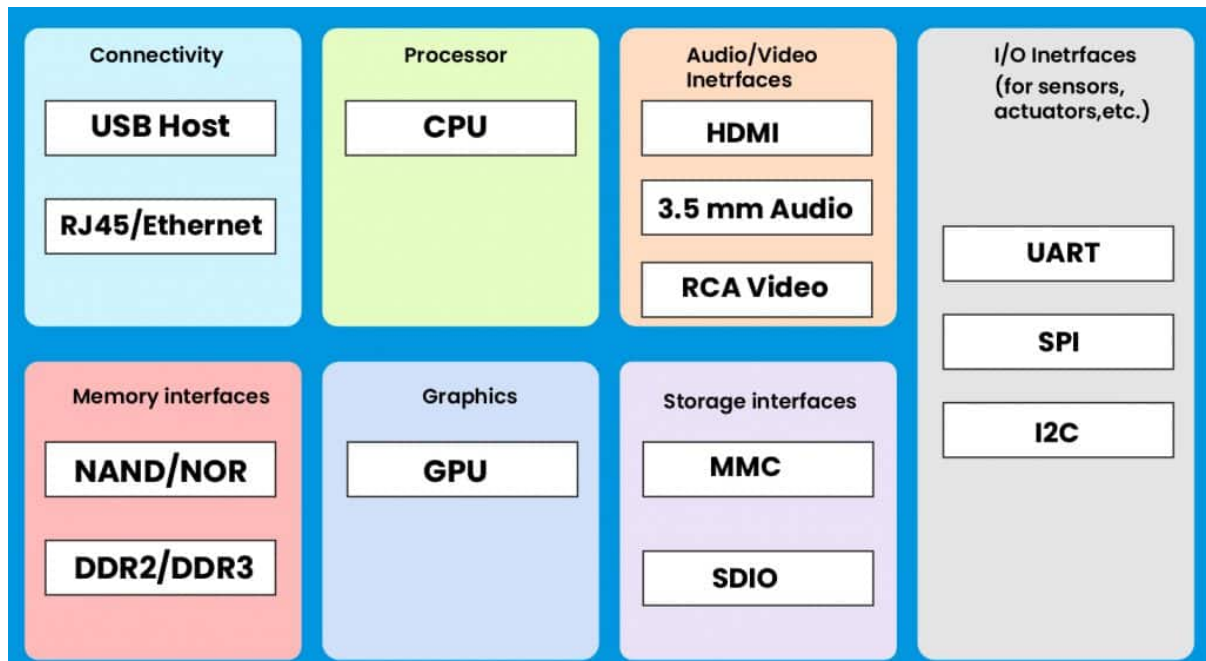 Connectivity
USB Host
RJ45/Ethernet
Processor
CPU
Audio/Video
Inetrfaces
HDMI
3.5 mm Audio
RCA Video
I/O Inetrfaces
(for sensors,
actuators,etc.)
UART
SPI
I2C
Memory interfaces
NAND/NOR
DDR2/DDR3
Graphics
GPU
Storage interfaces
MMC
SDIO